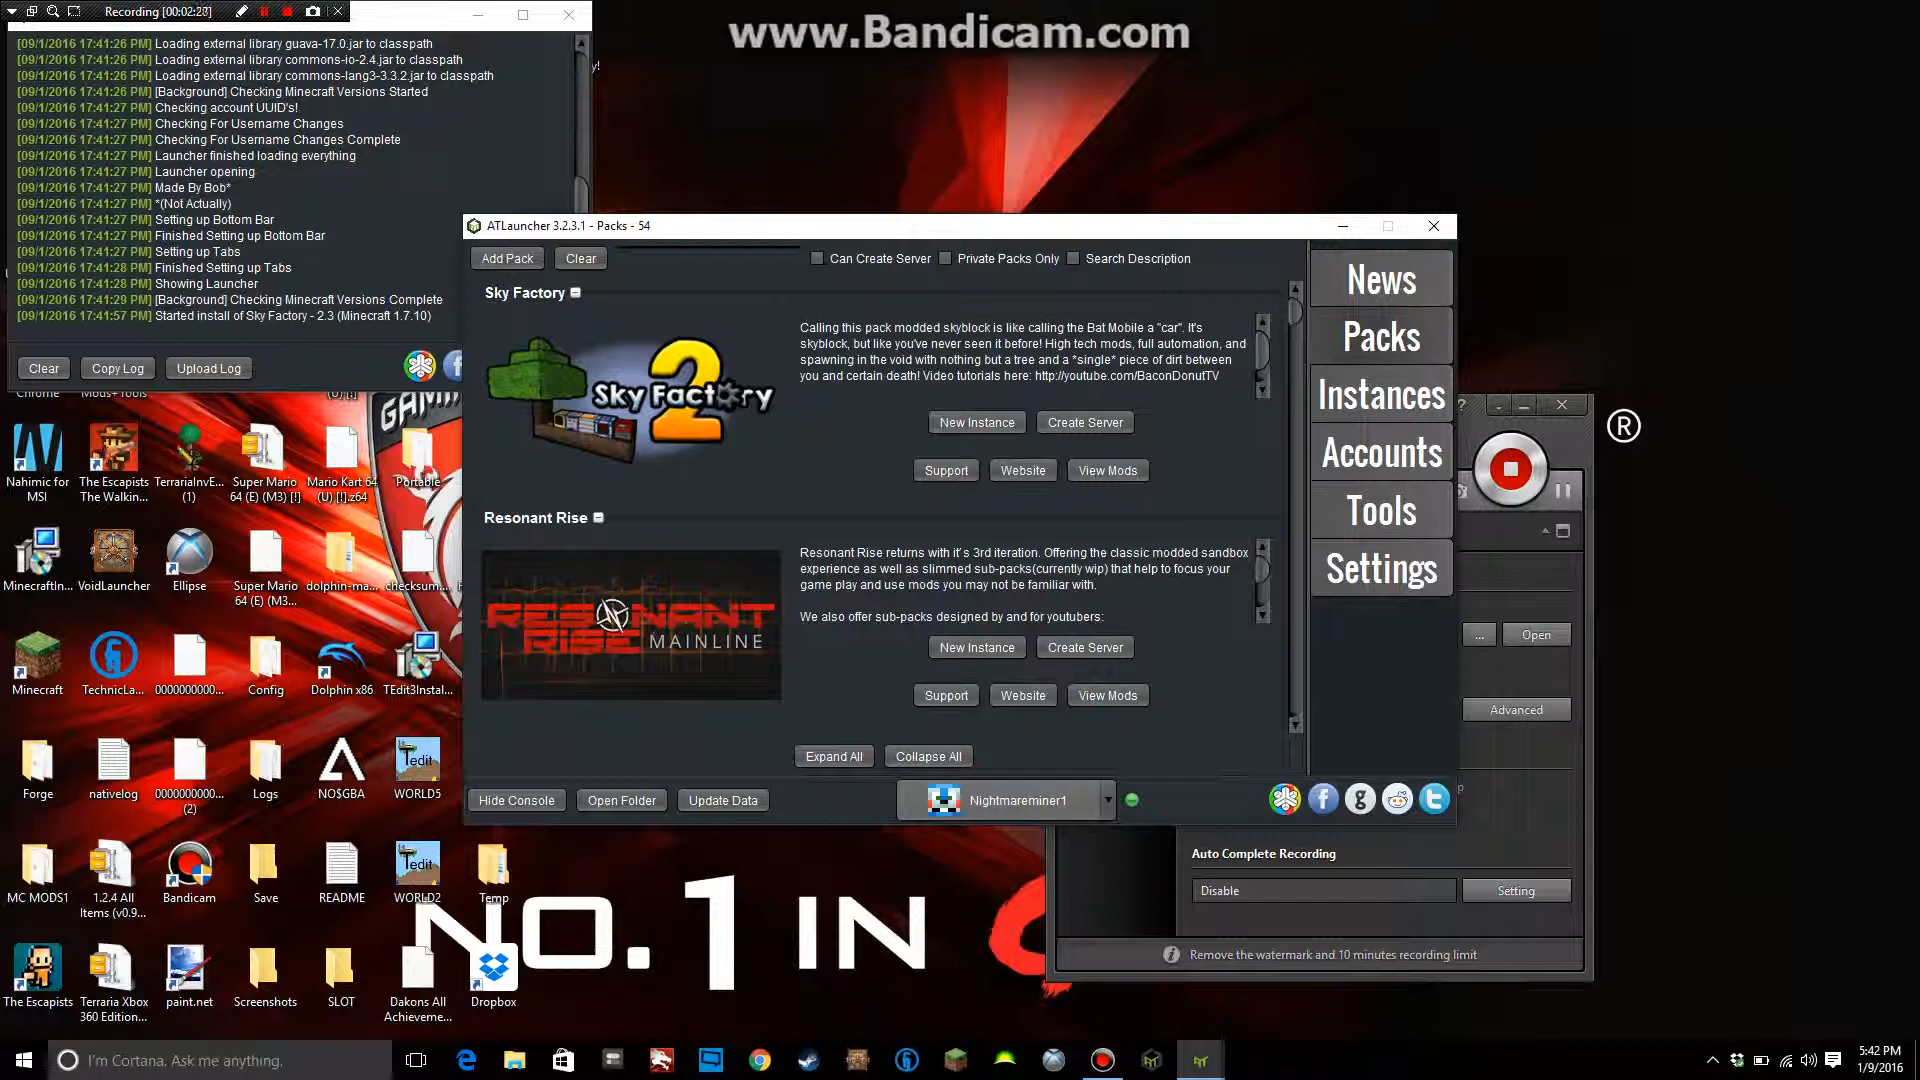 Recording [00:02:28]
www.Bandicam.com
[09/1/2016 17:41:26 PM] Loading external library guava-17.0.jar to classpath
[09/1/2016 17:41:26 PM] Loading external library commons-io-2.4.jar to classpath
[09/1/2016 17:41:26 PM] Loading external library commons-lang3-3.3.2.jar to classpath
[09/1/2016 17:41:26 PM] [Background] Checking Minecraft Versions Started
[09/1/2016 17:41:27 PM] Checking account UUID's!
[09/1/2016 17:41:27 PM] Checking For Username Changes
[09/1/2016 17:41:27 PM] Checking For Username Changes Complete
[09/1/2016 17:41:27 PM] Launcher finished loading everything
[09/1/2016 17:41:27 PM] Launcher opening
[09/1/2016 17:41:27 PM] Made By Bob*
[09/1/2016 17:41:27 PM] *(Not Actually)
[09/1/2016 17:41:27 PM] Setting up Bottom Bar
[09/1/2016 17:41:27 PM] Finished Setting up Bottom Bar
[09/1/2016 17:41:27 PM] Setting up Tabs
[09/1/2016 17:41:28 PM] Finished Setting up Tabs
[09/1/2016 17:41:28 PM] Showing Launcher
[09/1/2016 17:41:29 PM] [Background] Checking Minecraft Versions Complete
[09/1/2016 17:41:57 PM] Started install of Sky Factory - 2.3 (Minecraft 1.7.10)
Clear Copy Log Upload Log
ATLauncher 3.2.3.1 - Packs - 54
Add Pack Clear Can Create Server Private Packs Only Search Description
Sky Factory
Sky Factory 2
Calling this pack modded skyblock is like calling the Bat Mobile a "car". It's
skyblock, but like you've never seen it before! High tech mods, full automation, and
spawning in the void with nothing but a tree and a *single* piece of dirt between
you and certain death! Video tutorials here: http://youtube.com/BaconDonutTV
New Instance Create Server
Support Website View Mods
Resonant Rise
RESONANT
RISE MAINLINE
Resonant Rise returns with it's 3rd iteration. Offering the classic modded sandbox
experience as well as slimmed sub-packs(currently wip) that help to focus your
game play and use mods you may not be familiar with.
We also offer sub-packs designed by and for youtubers:
New Instance Create Server
Support Website View Mods
Expand All Collapse All
Hide Console Open Folder Update Data Nightmareminer1
News
Packs
Instances
Accounts
Tools
Settings
®
... Open
Advanced
Auto Complete Recording
Disable Setting
Remove the watermark and 10 minutes recording limit
Chrome Mods+Tools (U) [!]
GAMI
Nahimic for MSI
The Escapists The Walkin...
TerrariaInvE... (1)
Super Mario 64 (E) (M3) [!]
Mario Kart 64 (U) [!].z64
Portable
MinecraftIn...
VoidLauncher
Ellipse
Super Mario 64 (E) (M3...
dolphin-ma...
checksum...
Minecraft
TechnicLa...
0000000000...
Config
Dolphin x86
TEdit3Instal...
Forge
nativelog
0000000000... (2)
Logs
NO$GBA
Tedit
WORLD5
MC MODS1
1.2.4 All Items (v0.9...
Bandicam
Save
README
Tedit
WORLD2
Temp
The Escapists
Terraria Xbox 360 Edition...
paint.net
Screenshots
SLOT
Dakons All Achieveme...
Dropbox
NO.1 IN
I'm Cortana. Ask me anything.
5:42 PM
1/9/2016